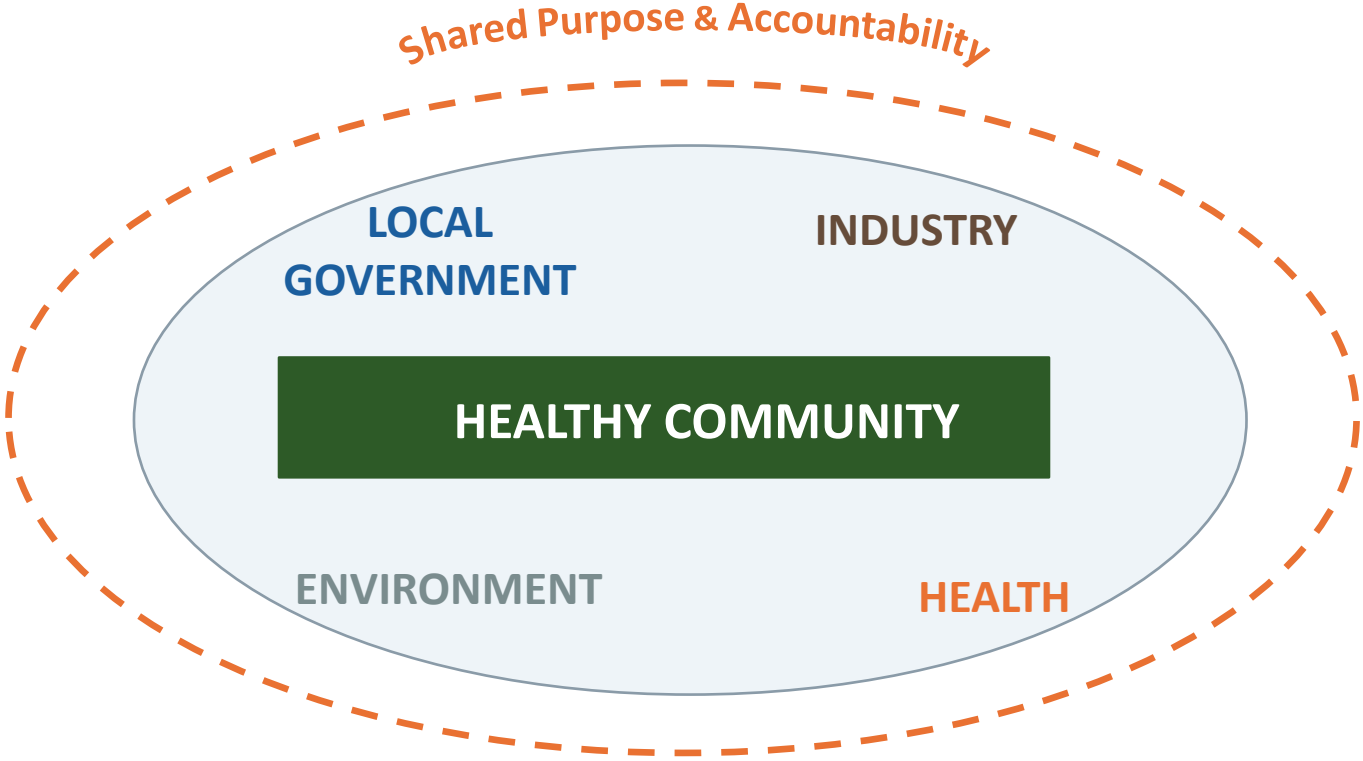 Shared Purpose & Accountability
LOCAL
GOVERNMENT
INDUSTRY
HEALTHY COMMUNITY
ENVIRONMENT
HEALTH